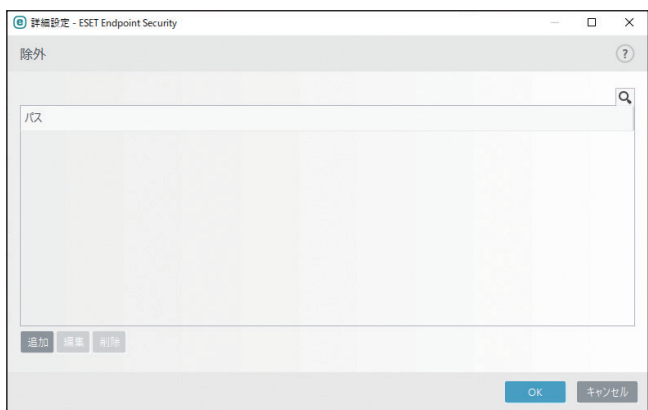 詳細設定 - ESET Endpoint Security
除外
?
パス
追加 編集 削除
OK キャンセル